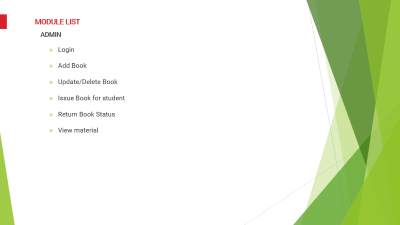 MODULE LIST
ADMIN
Login
Add Book
Update/Delete Book
Issue Book for student
Return Book Status
View material